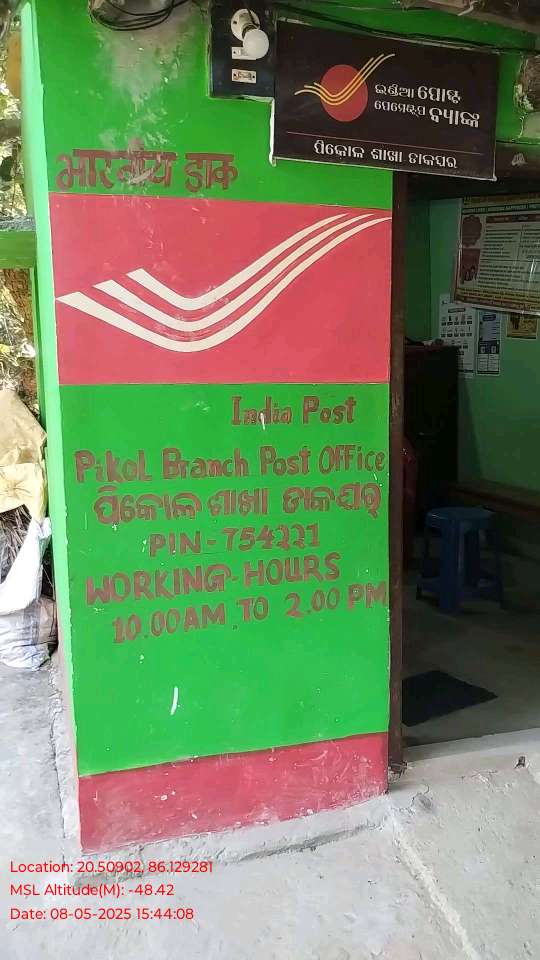 ଇଣ୍ଡିଆ ପୋଷ୍ଟ
ପେମେଣ୍ଟସ ବ୍ୟାଙ୍କ
ପିକୋଳ ଶାଖା ଡାକଘର
भारतीय डाक
India Post
Pikol Branch Post Office
ପିକୋଳ ଶାଖା ଡାକଘର
PIN-754221
WORKING-HOURS
10.00AM TO 2.00 PM
Location: 20.50902, 86.129281
MSL Altitude(M): -48.42
Date: 08-05-2025 15:44:08